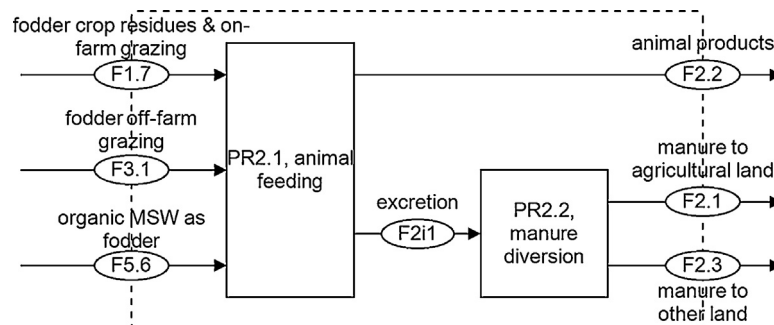 fodder crop residues & on-
farm grazing
F1.7
fodder off-farm
grazing
F3.1
organic MSW as
fodder
F5.6
PR2.1, animal
feeding
excretion
F2i1
PR2.2,
manure
diversion
animal products
F2.2
manure to
agricultural land
F2.1
F2.3
manure to
other land